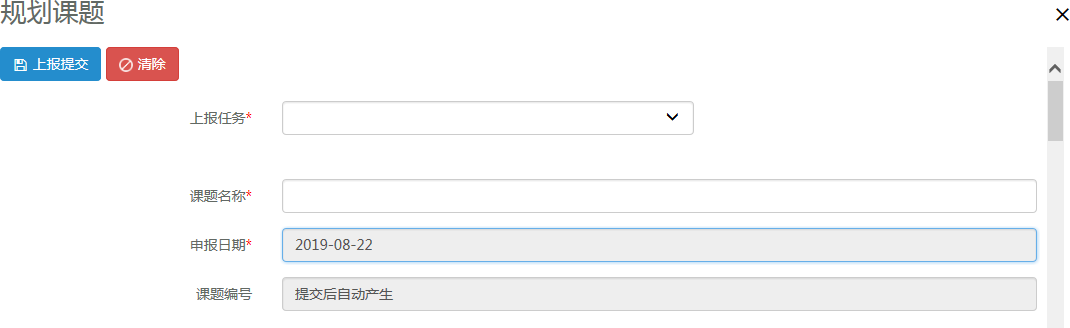 规划课题
上报提交 清除
上报任务*
课题名称*
申报日期* 2019-08-22
课题编号 提交后自动产生